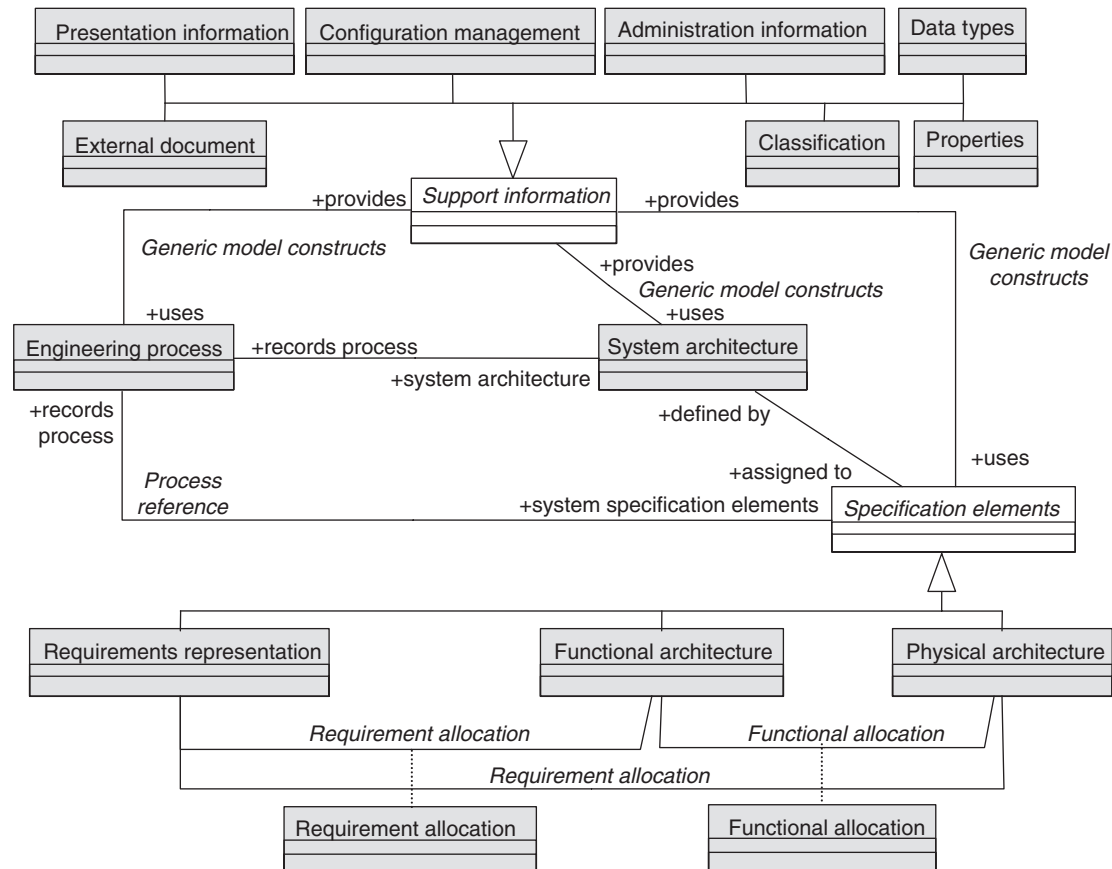 Presentation information
Configuration management
Administration information
Data types
External document
Classification
Properties
Support information
+provides
+provides
Generic model constructs
+provides
Generic model
constructs
Generic model constructs
+uses
+uses
Engineering process
+records process
System architecture
+system architecture
+records
process
+defined by
+uses
+assigned to
Process
reference
+system specification elements
Specification elements
Requirements representation
Functional architecture
Physical architecture
Requirement allocation
Functional allocation
Requirement allocation
Requirement allocation
Functional allocation